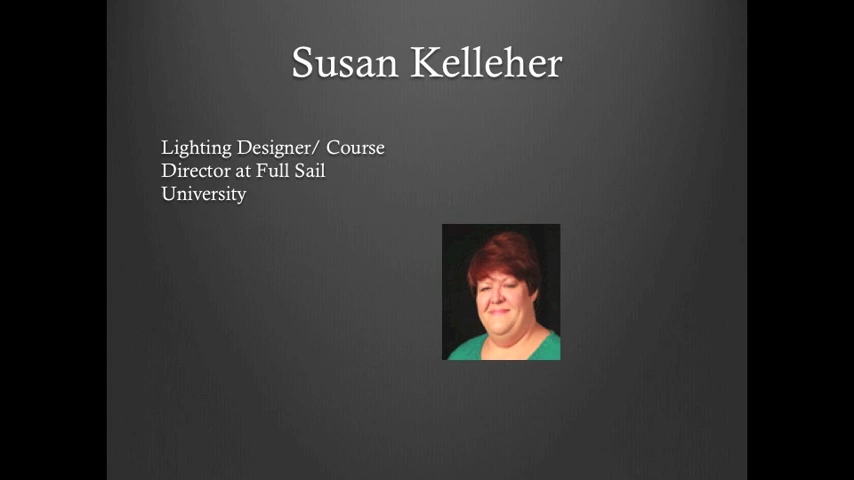 Susan Kelleher
Lighting Designer/ Course
Director at Full Sail
University